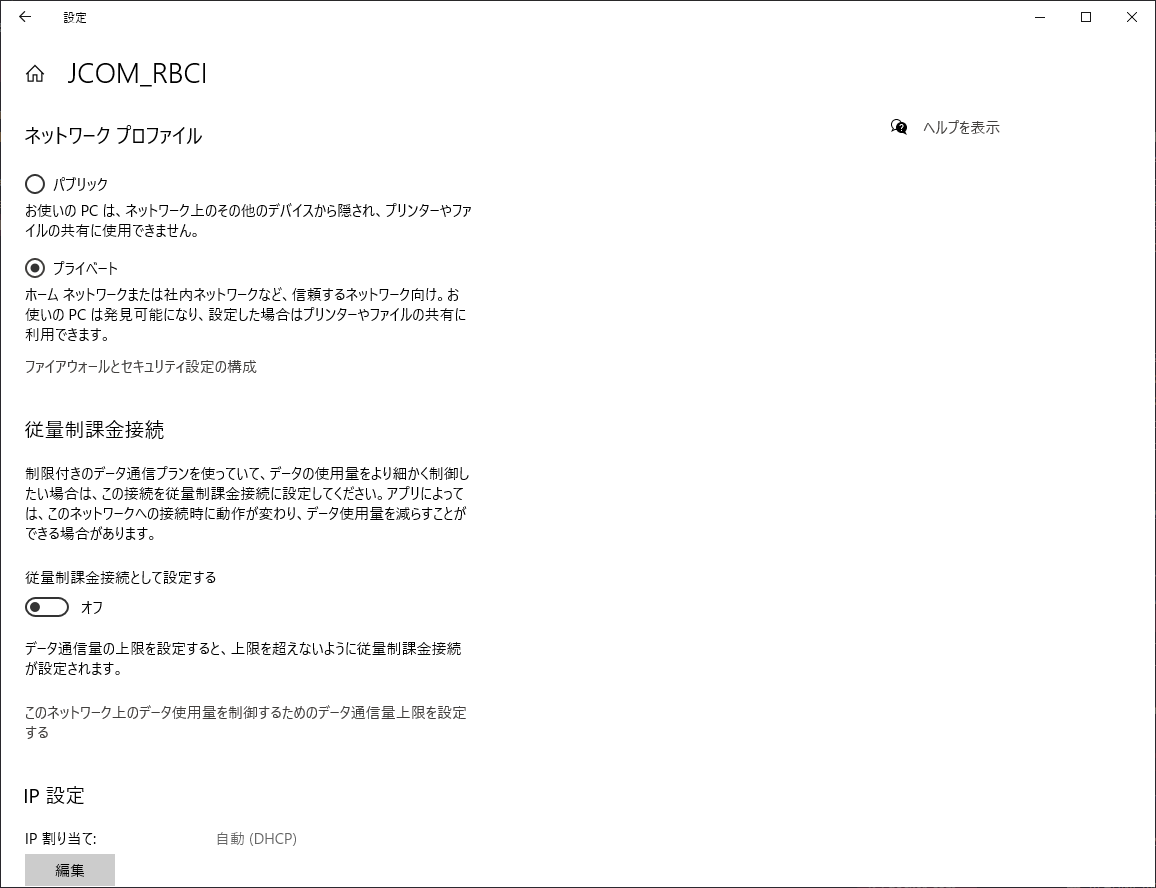 設定
JCOM_RBCI
ネットワーク プロファイル
ヘルプを表示
パブリック
お使いの PC は、ネットワーク上のその他のデバイスから隠され、プリンターやファ
イルの共有に使用できません。
プライベート
ホーム ネットワークまたは社内ネットワークなど、信頼するネットワーク向け。お
使いの PC は発見可能になり、設定した場合はプリンターやファイルの共有に
利用できます。
ファイアウォールとセキュリティ設定の構成
従量制課金接続
制限付きのデータ通信プランを使っていて、データの使用量をより細かく制御し
たい場合は、この接続を従量制課金接続に設定してください。アプリによって
は、このネットワークへの接続時に動作が変わり、データ使用量を減らすことが
できる場合があります。
従量制課金接続として設定する
オフ
データ通信量の上限を設定すると、上限を超えないように従量制課金接続
が設定されます。
このネットワーク上のデータ使用量を制御するためのデータ通信量上限を設定
する
IP 設定
IP 割り当て: 自動 (DHCP)
編集